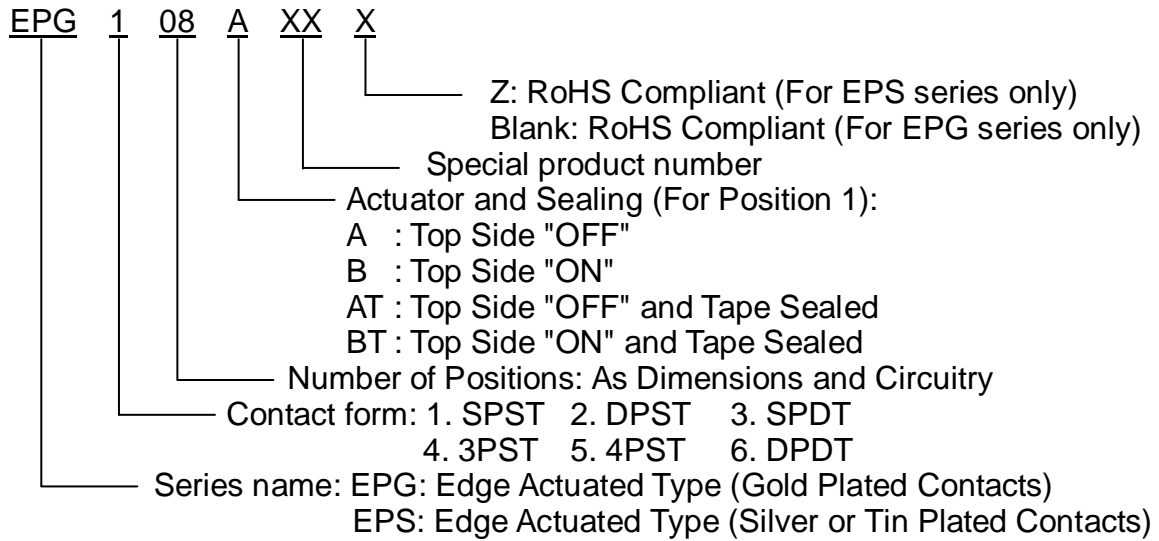 EPG 1 08 A XX X
Z: RoHS Compliant (For EPS series only)
Blank: RoHS Compliant (For EPG series only)
Special product number
Actuator and Sealing (For Position 1):
A : Top Side "OFF"
B : Top Side "ON"
AT : Top Side "OFF" and Tape Sealed
BT : Top Side "ON" and Tape Sealed
Number of Positions: As Dimensions and Circuitry
Contact form: 1. SPST 2. DPST 3. SPDT
4. 3PST 5. 4PST 6. DPDT
Series name: EPG: Edge Actuated Type (Gold Plated Contacts)
EPS: Edge Actuated Type (Silver or Tin Plated Contacts)